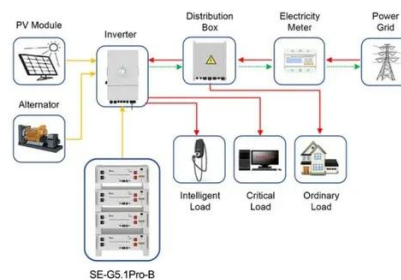 PV Module
Inverter
Distribution
Box
Electricity
Meter
Power
Grid
Alternator
Intelligent
Load
Critical
Load
Ordinary
Load
SE-G5.1Pro-B